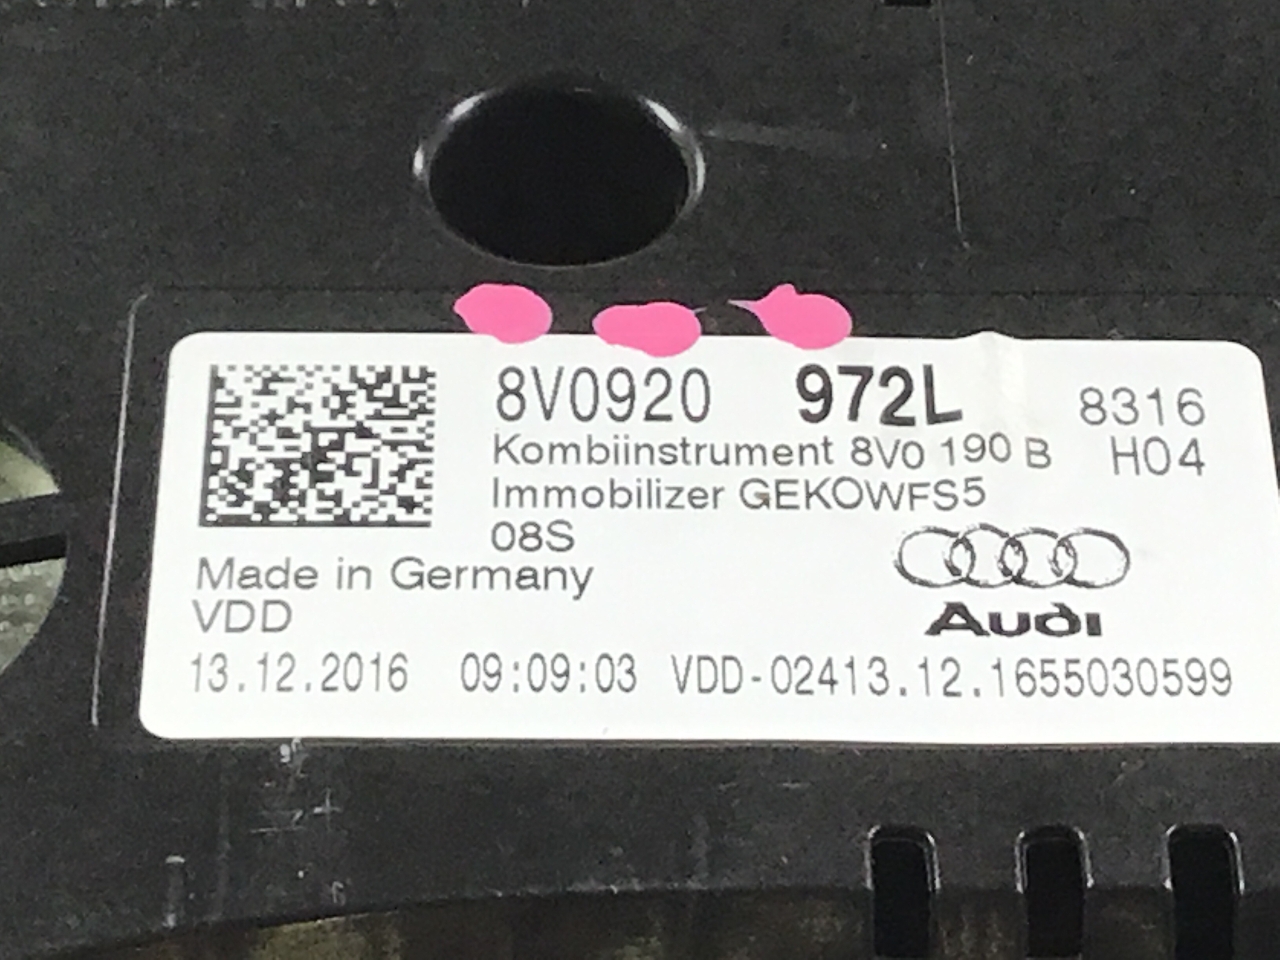 8V0920 972L 8316
Kombiinstrument 8V0 190 B H04
Immobilizer GEKOWFS5
08S
Made in Germany
VDD
Audi
13.12.2016 09:09:03 VDD-02413.12.1655030599